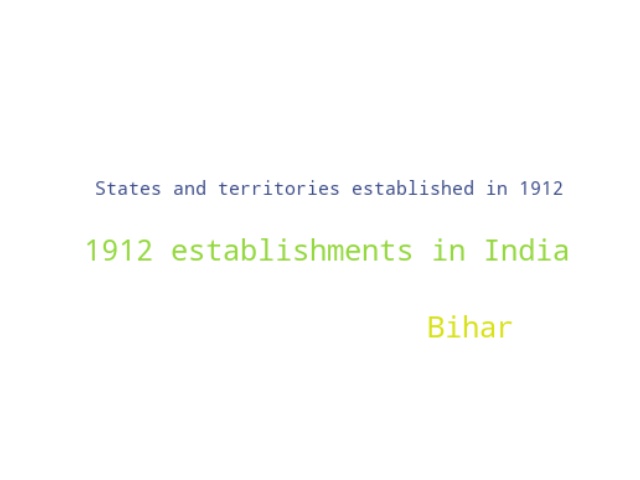 States and territories established in 1912
1912 establishments in India
Bihar